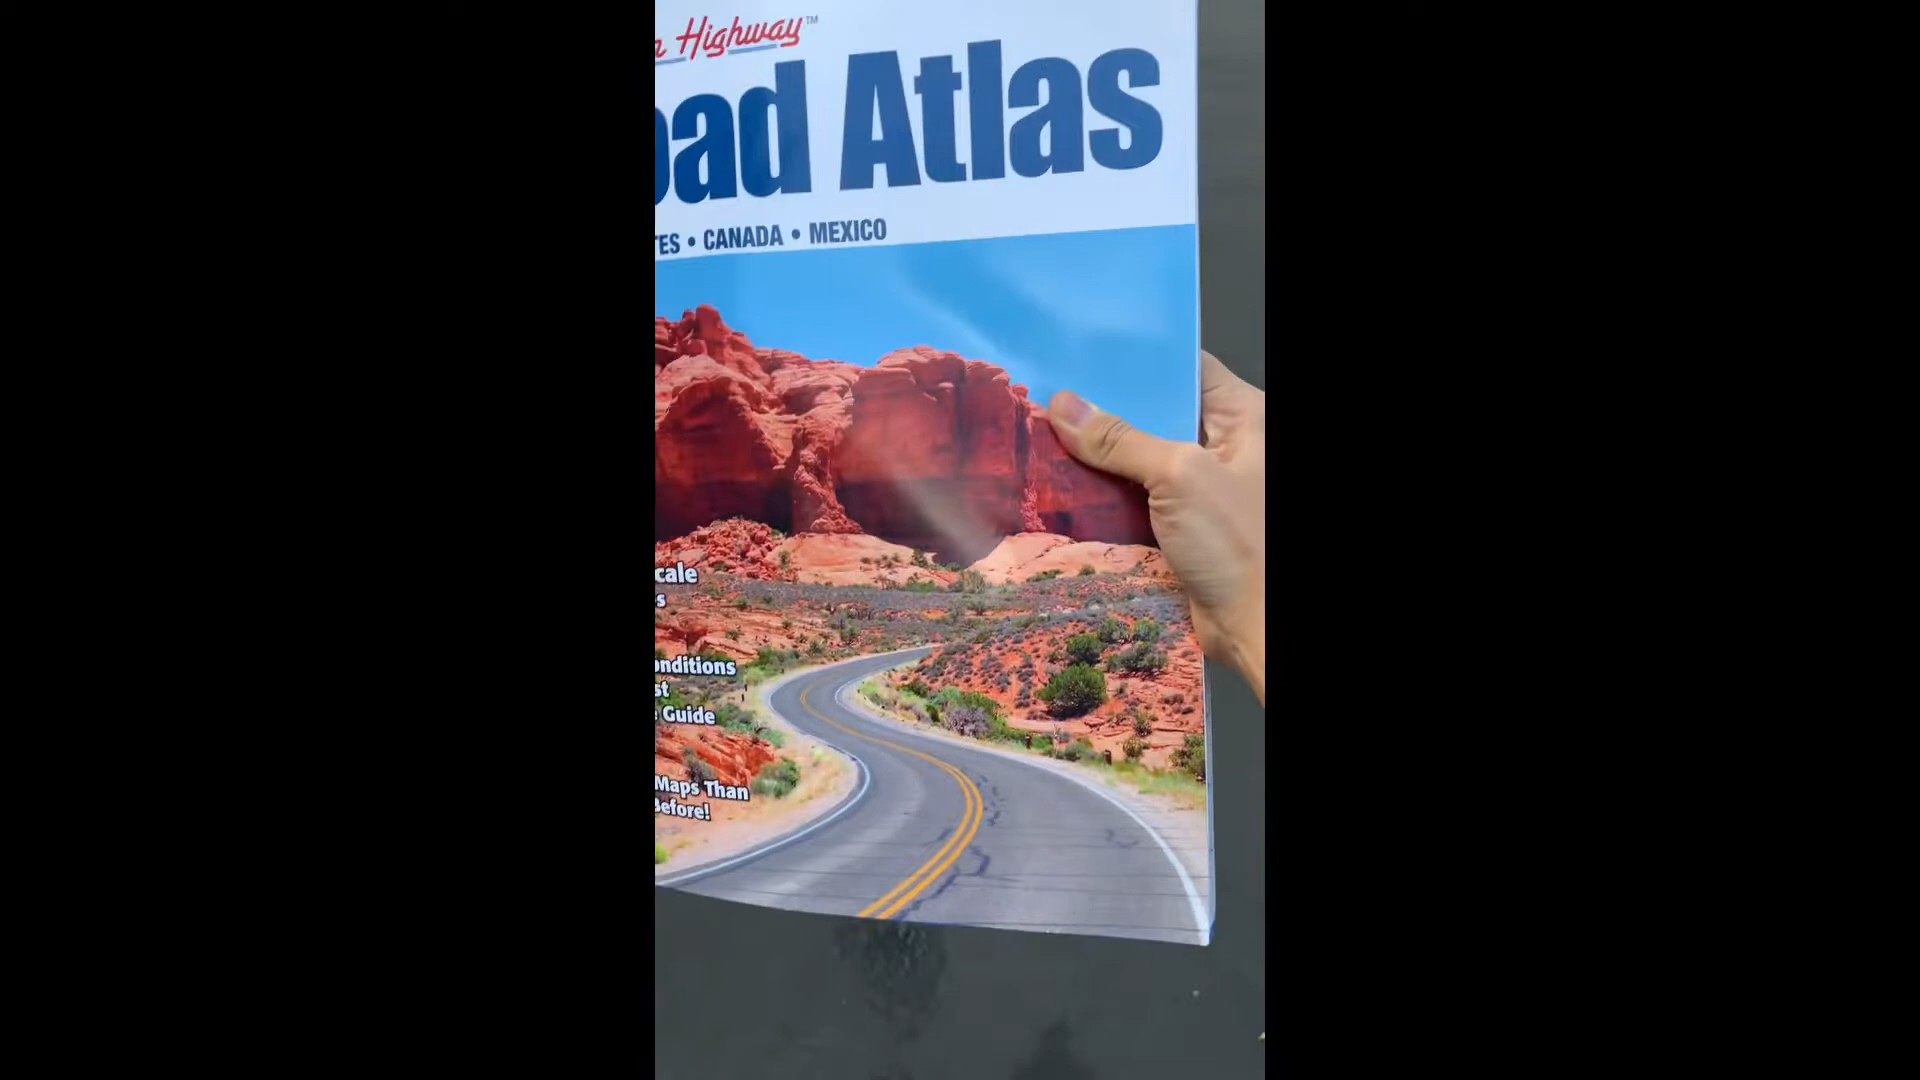 n Highway™
oad Atlas
TES • CANADA • MEXICO
cale
s
onditions
st
Guide
Maps Than
Before!